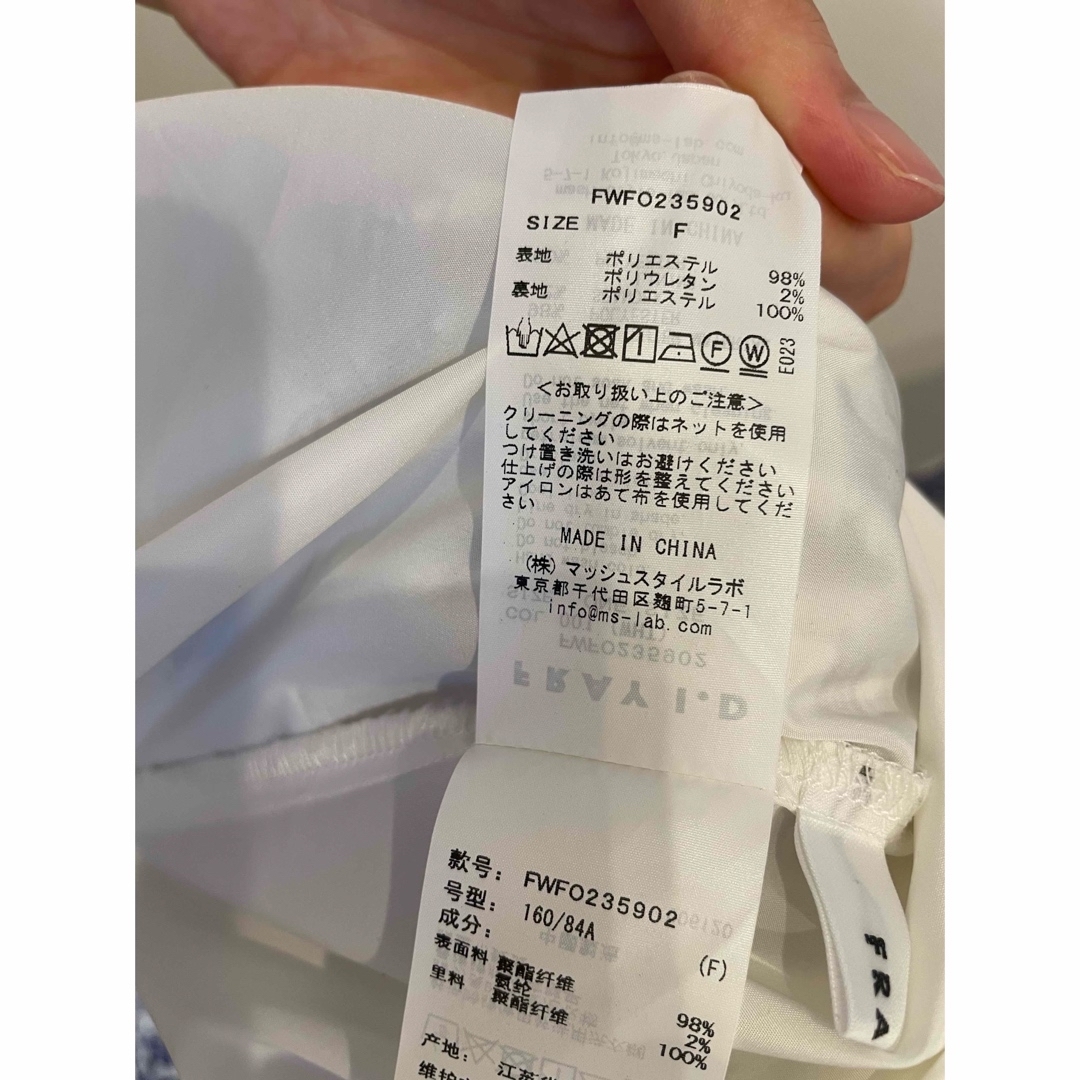 FWFO235902
SIZE F
表地 ポリエステル 98%
ポリウレタン 2%
裏地 ポリエステル 100%
F W E023
<お取り扱い上のご注意>
クリーニングの際はネットを使用
してください
つけ置き洗いはお避けください
仕上げの際は形を整えてください
アイロンはあて布を使用してくだ
さい
MADE IN CHINA
(株)マッシュスタイルラボ
東京都千代田区麹町5-7-1
info@ms-lab.com
FWFO235902
FRAY I.D
款号: FWFO235902
号型: 160/84A (F)
成分:
表面料 聚酯纤维 98%
氨纶 2%
里料 聚酯纤维 100%
产地: 江苏
FRA